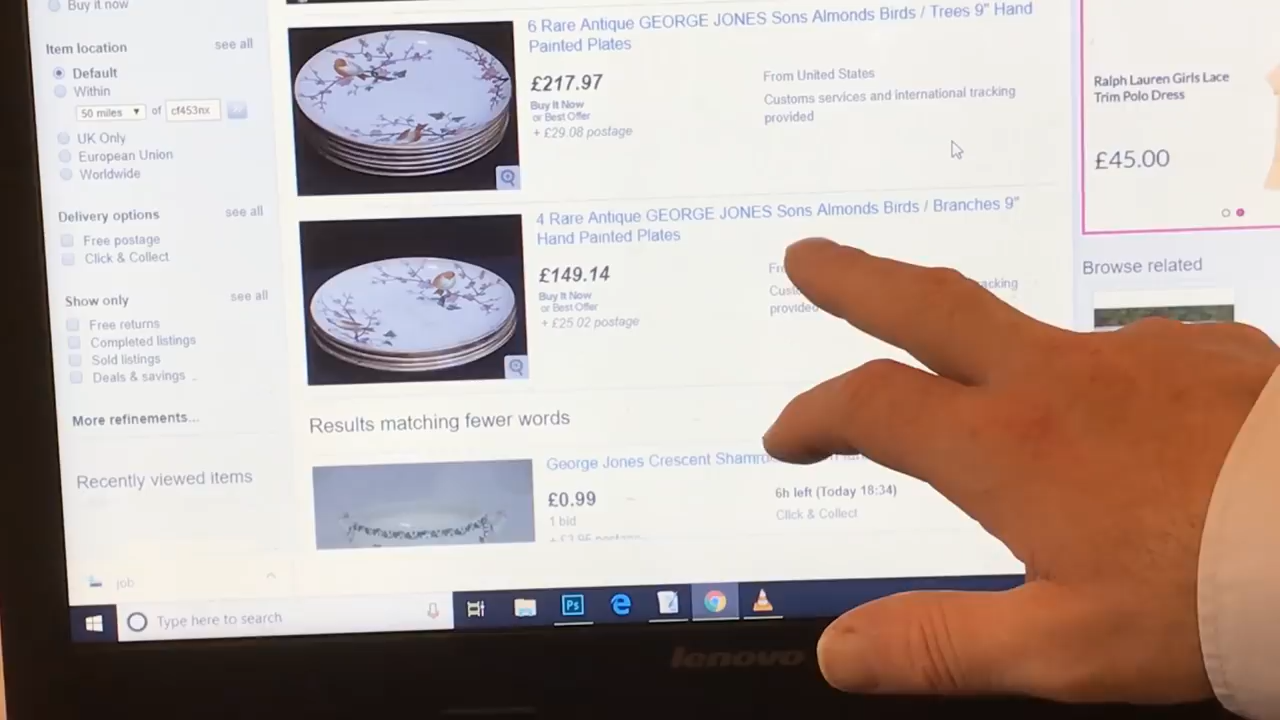 Buy it now
Item location
see all
Default
Within
50 miles
of
cf453nx
UK Only
European Union
Worldwide
Delivery options
see all
Free postage
Click & Collect
Show only
see all
Free returns
Completed listings
Sold listings
Deals & savings
More refinements...
Recently viewed items
6 Rare Antique GEORGE JONES Sons Almonds Birds / Trees 9" Hand
Painted Plates
£217.97
Buy It Now
or Best Offer
+ £29.08 postage
From United States
Customs services and international tracking
provided
4 Rare Antique GEORGE JONES Sons Almonds Birds / Branches 9"
Hand Painted Plates
£149.14
Buy It Now
or Best Offer
+ £25.02 postage
provided
Results matching fewer words
George Jones Crescent
£0.99
1 bid
6h left (Today 18:34)
Click & Collect
Ralph Lauren Girls Lace
Trim Polo Dress
£45.00
Browse related
job
Type here to search
Ps
lenovo